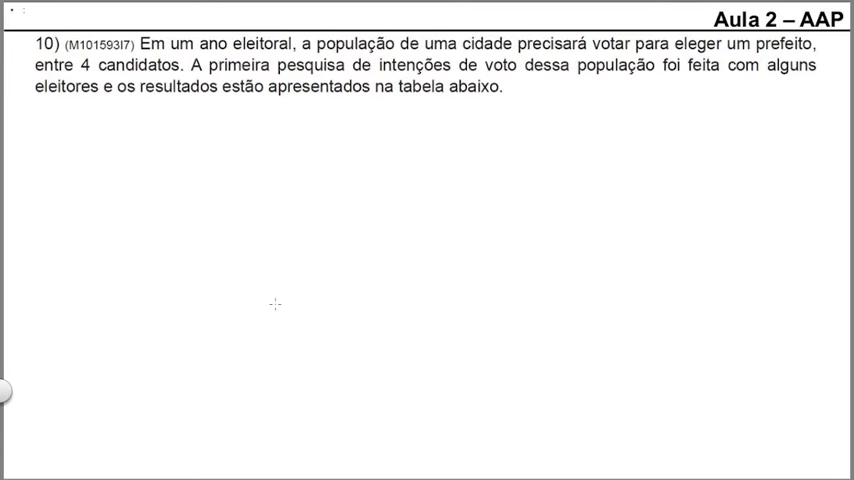 Aula 2 – AAP
10) (M101593I7) Em um ano eleitoral, a população de uma cidade precisará votar para eleger um prefeito,
entre 4 candidatos. A primeira pesquisa de intenções de voto dessa população foi feita com alguns
eleitores e os resultados estão apresentados na tabela abaixo.